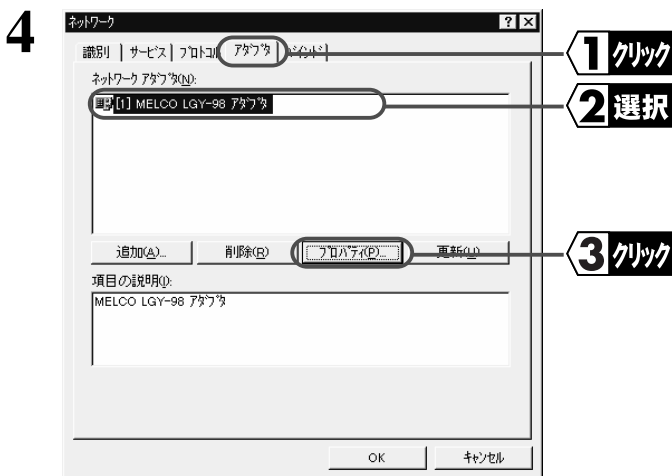 4
ネットワーク
識別 サービス プロトコル アダプタ バインド
1 クリック
ネットワーク アダプタ(N):
[1] MELCO LGY-98 アダプタ
2 選択
追加(A)... 削除(R) プロパティ(P)... 更新(U)
3 クリック
項目の説明(I):
MELCO LGY-98 アダプタ
OK キャンセル